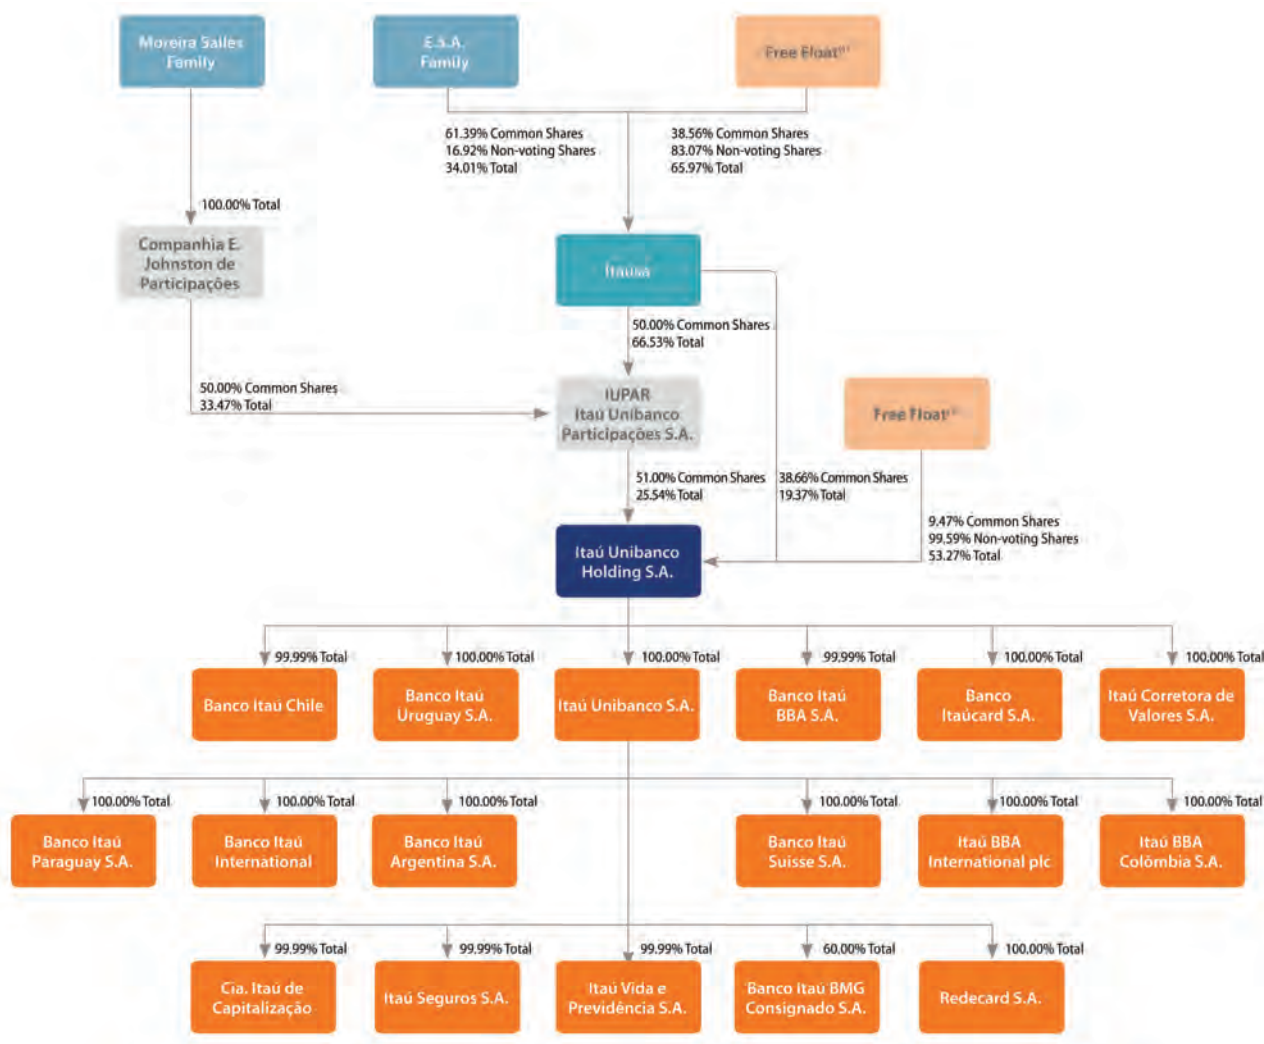 Moreira Salles
Family
E.S.A.
Family
Free Float
61.39% Common Shares
16.92% Non-voting Shares
34.01% Total
38.56% Common Shares
83.07% Non-voting Shares
65.97% Total
100.00% Total
Companhia E.
Johnston de
Participações
Itaúsa
50.00% Common Shares
66.53% Total
50.00% Common Shares
33.47% Total
IUPAR
Itaú Unibanco
Participações S.A.
Free Float
51.00% Common Shares
25.54% Total
38.66% Common Shares
19.37% Total
9.47% Common Shares
99.59% Non-voting Shares
53.27% Total
Itaú Unibanco
Holding S.A.
99.99% Total
100.00% Total
100.00% Total
99.99% Total
100.00% Total
100.00% Total
Banco Itaú Chile
Banco Itaú
Uruguay S.A.
Itaú Unibanco S.A.
Banco Itaú
BBA S.A.
Banco
Itaúcard S.A.
Itaú Corretora de
Valores S.A.
100.00% Total
100.00% Total
100.00% Total
100.00% Total
100.00% Total
100.00% Total
Banco Itaú
Paraguay S.A.
Banco Itaú
International
Banco Itaú
Argentina S.A.
Banco Itaú
Suisse S.A.
Itaú BBA
International plc
Itaú BBA
Colômbia S.A.
99.99% Total
99.99% Total
99.99% Total
60.00% Total
100.00% Total
Cia. Itaú de
Capitalização
Itaú Seguros S.A.
Itaú Vida e
Previdência S.A.
Banco Itaú BMG
Consignado S.A.
Redecard S.A.